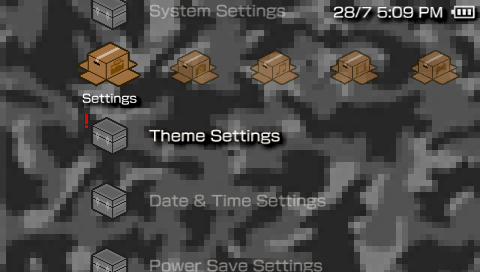 System Settings
28/7 5:09 PM
Settings
!
Theme Settings
Date & Time Settings
Power Save Settings